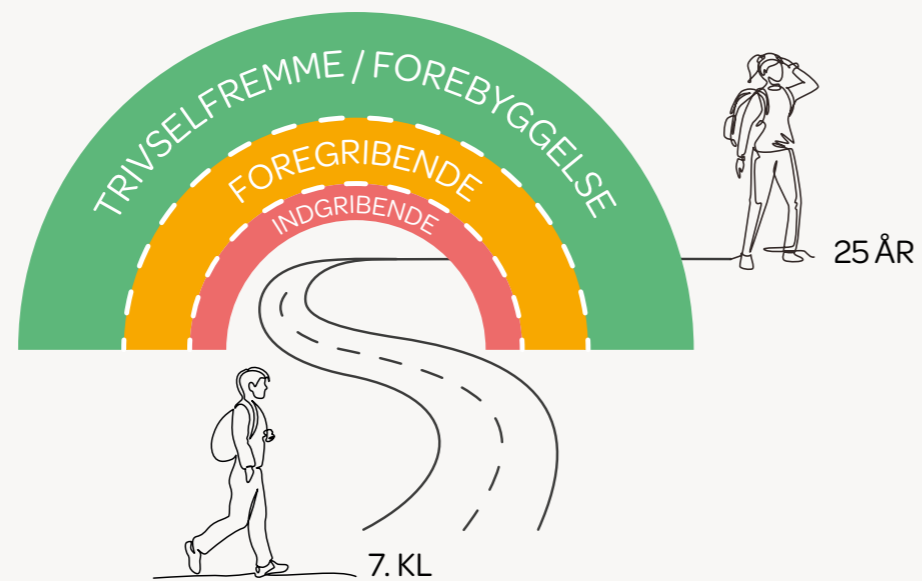 TRIVSELFREMME / FOREBYGGELSE
FOREGRIBENDE
INDGRIBENDE
25 ÅR
7. KL